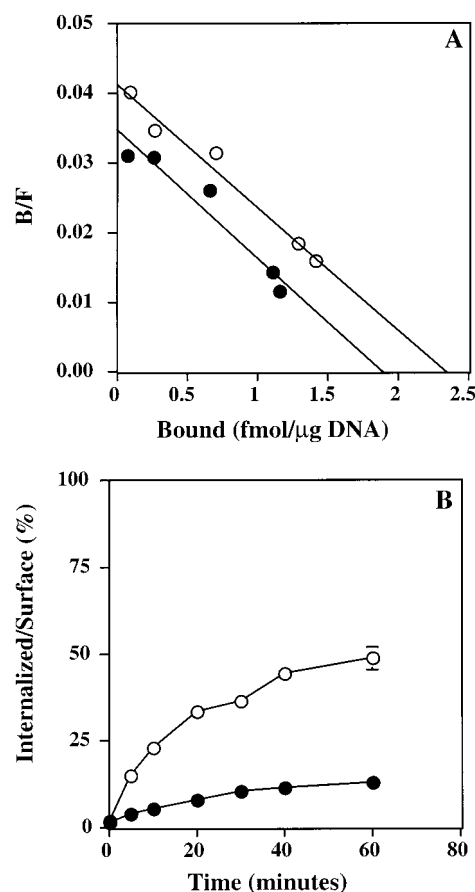 A
0.05
0.04
0.03
0.02
0.01
0.00
B/F
0 0.5 1 1.5 2 2.5
Bound (fmol/μg DNA)
B
100
75
50
25
0
Internalized/Surface (%)
0 20 40 60 80
Time (minutes)